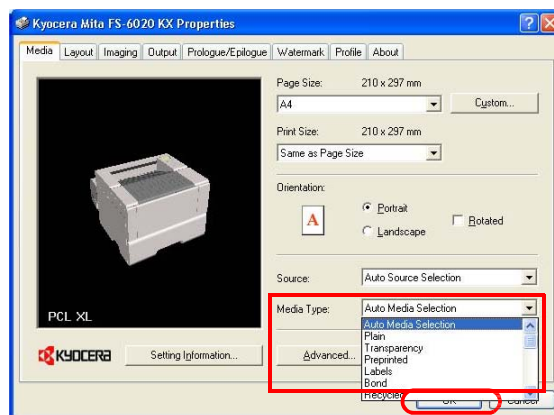 Kyocera Mita FS-6020 KX Properties
Media Layout Imaging Output Prologue/Epilogue Watermark Profile About
Page Size: 210 x 297 mm
A4 Custom...
Print Size: 210 x 297 mm
Same as Page Size
Orientation:
A Portrait
Landscape
Rotated
Source: Auto Source Selection
Media Type: Auto Media Selection
PCL XL
Auto Media Selection
Plain
Transparency
Preprinted
Labels
Bond
Recycled
KYOCERA Setting Information... Advanced...
OK Cancel